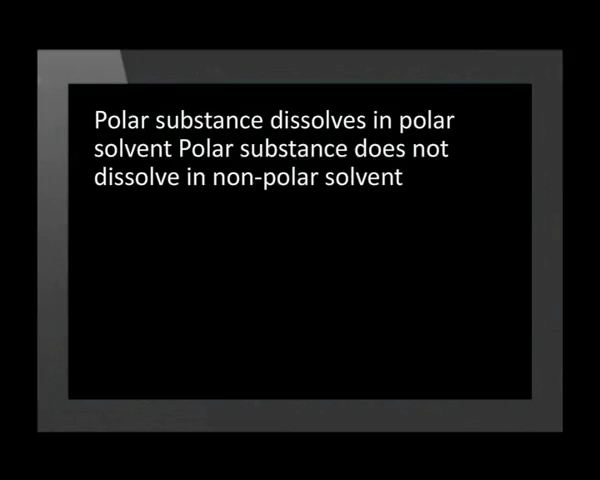 Polar substance dissolves in polar
solvent Polar substance does not
dissolve in non-polar solvent